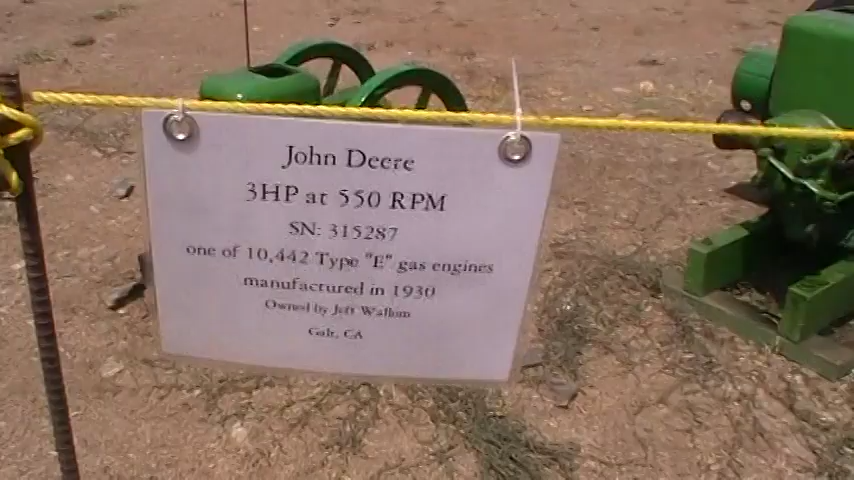 John Deere
3HP at 550 RPM
SN: 315287
one of 10,442 Type "E" gas engines
manufactured in 1930
Owned by Jeff
Galt, CA